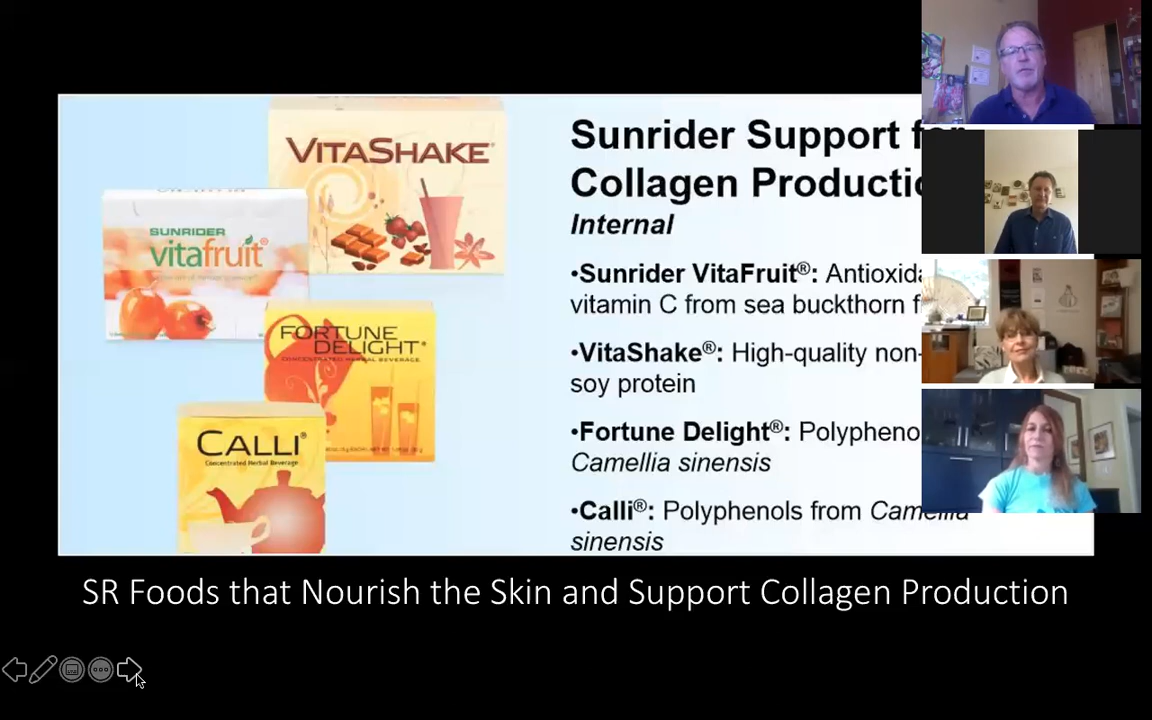 VITASHAKE®
SUNRIDER
vitafruit®
FORTUNE
DELIGHT®
CONCENTRATED HERBAL BEVERAGE
CALLI®
Concentrated Herbal Beverage
Sunrider Support for
Collagen Productio
Internal
•Sunrider VitaFruit®: Antioxida
vitamin C from sea buckthorn f
•VitaShake®: High-quality non-
soy protein
•Fortune Delight®: Polypheno
Camellia sinensis
•Calli®: Polyphenols from Camellia
sinensis
SR Foods that Nourish the Skin and Support Collagen Production